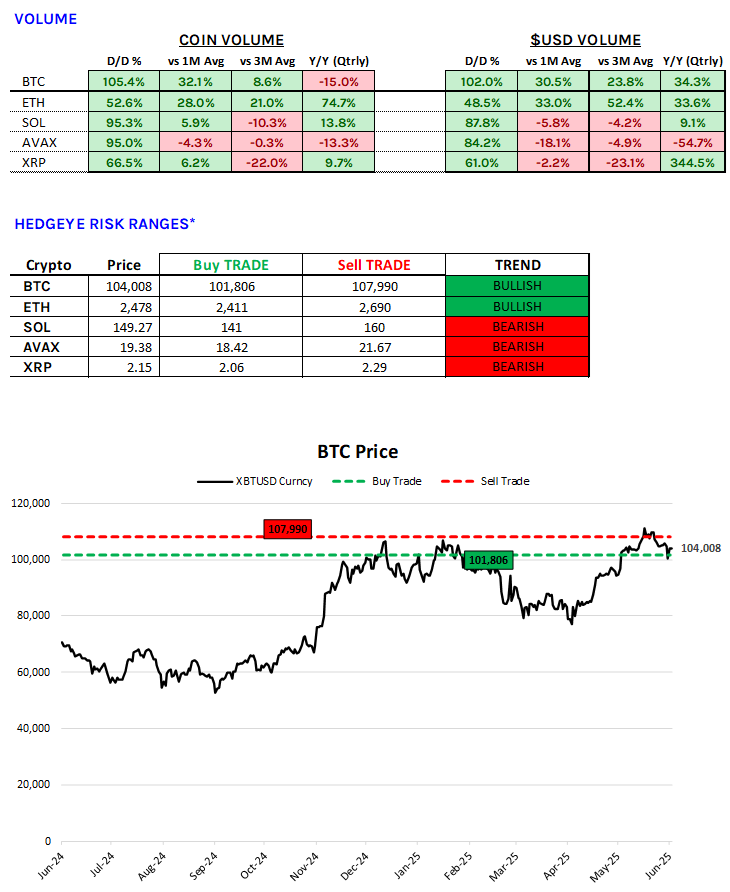 VOLUME
COIN VOLUME $USD VOLUME
D/D % vs 1M Avg vs 3M Avg Y/Y (Qtrly) D/D % vs 1M Avg vs 3M Avg Y/Y (Qtrly)
BTC 105.4% 32.1% 8.6% -15.0% 102.0% 30.5% 23.8% 34.3%
ETH 52.6% 28.0% 21.0% 74.7% 48.5% 33.0% 52.4% 33.6%
SOL 95.3% 5.9% -10.3% 13.8% 87.8% -5.8% -4.2% 9.1%
AVAX 95.0% -4.3% -0.3% -13.3% 84.2% -18.1% -4.9% -54.7%
XRP 66.5% 6.2% -22.0% 9.7% 61.0% -2.2% -23.1% 344.5%
HEDGEYE RISK RANGES*
Crypto Price Buy TRADE Sell TRADE TREND
BTC 104,008 101,806 107,990 BULLISH
ETH 2,478 2,411 2,690 BULLISH
SOL 149.27 141 160 BEARISH
AVAX 19.38 18.42 21.67 BEARISH
XRP 2.15 2.06 2.29 BEARISH
BTC Price
XBTUSD Curncy Buy Trade Sell Trade
120,000
107,990
100,000 101,806 104,008
80,000
60,000
40,000
20,000
0
Jun-24 Jul-24 Aug-24 Sep-24 Oct-24 Nov-24 Dec-24 Jan-25 Feb-25 Mar-25 Apr-25 May-25 Jun-25